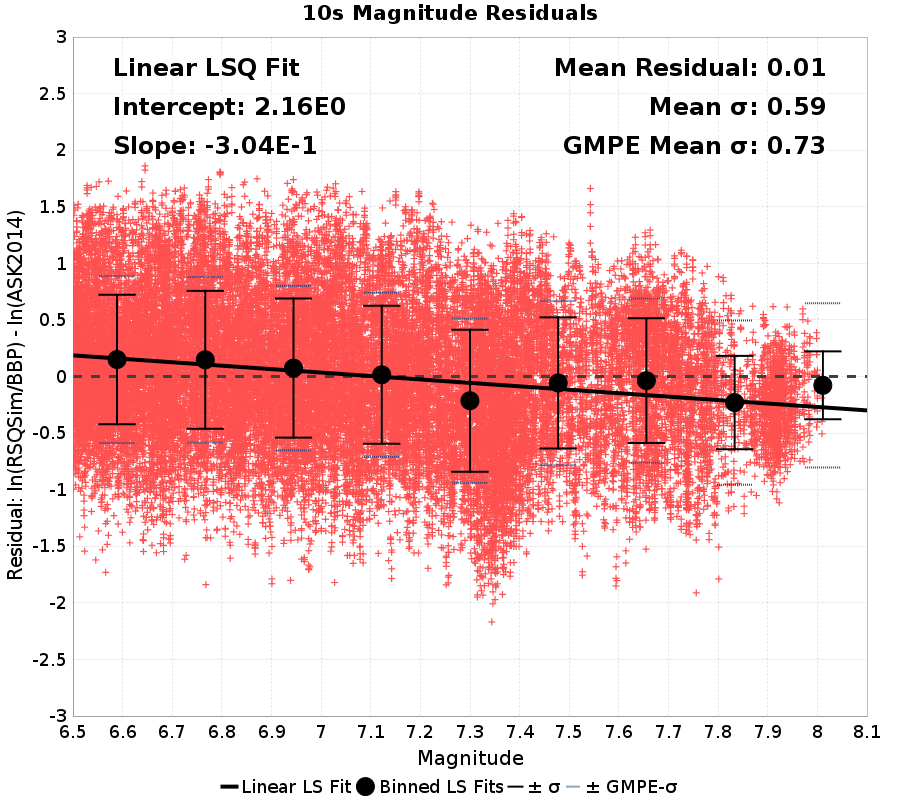 10s Magnitude Residuals
Linear LSQ Fit
Intercept: 2.16E0
Slope: -3.04E-1
Mean Residual: 0.01
Mean σ: 0.59
GMPE Mean σ: 0.73
Residual: ln(RSQSim/BBP) - ln(ASK2014)
3
2.5
2
1.5
1
0.5
0
-0.5
-1
-1.5
-2
-2.5
-3
6.5 6.6 6.7 6.8 6.9 7 7.1 7.2 7.3 7.4 7.5 7.6 7.7 7.8 7.9 8 8.1
Magnitude
Linear LS Fit Binned LS Fits ± σ ± GMPE-σ